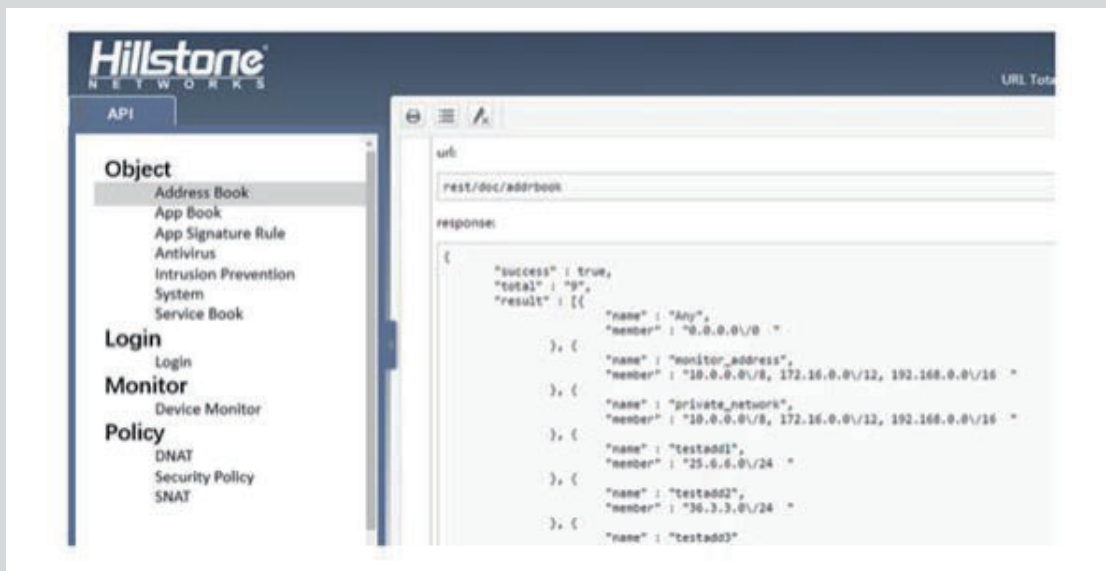 Hillstone
NETWORKS
URL Tota
API
Object
Address Book
App Book
App Signature Rule
Antivirus
Intrusion Prevention
System
Service Book
Login
Login
Monitor
Device Monitor
Policy
DNAT
Security Policy
SNAT
url:
rest/doc/addrbook
response:
{
"success" : true,
"total" : "9",
"result" : [{
"name" : "Any",
"member" : "0.0.0.0\/0 "
}, {
"name" : "monitor_address",
"member" : "10.0.0.0\/8, 172.16.0.0\/12, 192.168.0.0\/16 "
}, {
"name" : "private_network",
"member" : "10.0.0.0\/8, 172.16.0.0\/12, 192.168.0.0\/16 "
}, {
"name" : "testadd1",
"member" : "25.6.6.0\/24 "
}, {
"name" : "testadd2",
"member" : "36.3.3.0\/24 "
}, {
"name" : "testadd3"